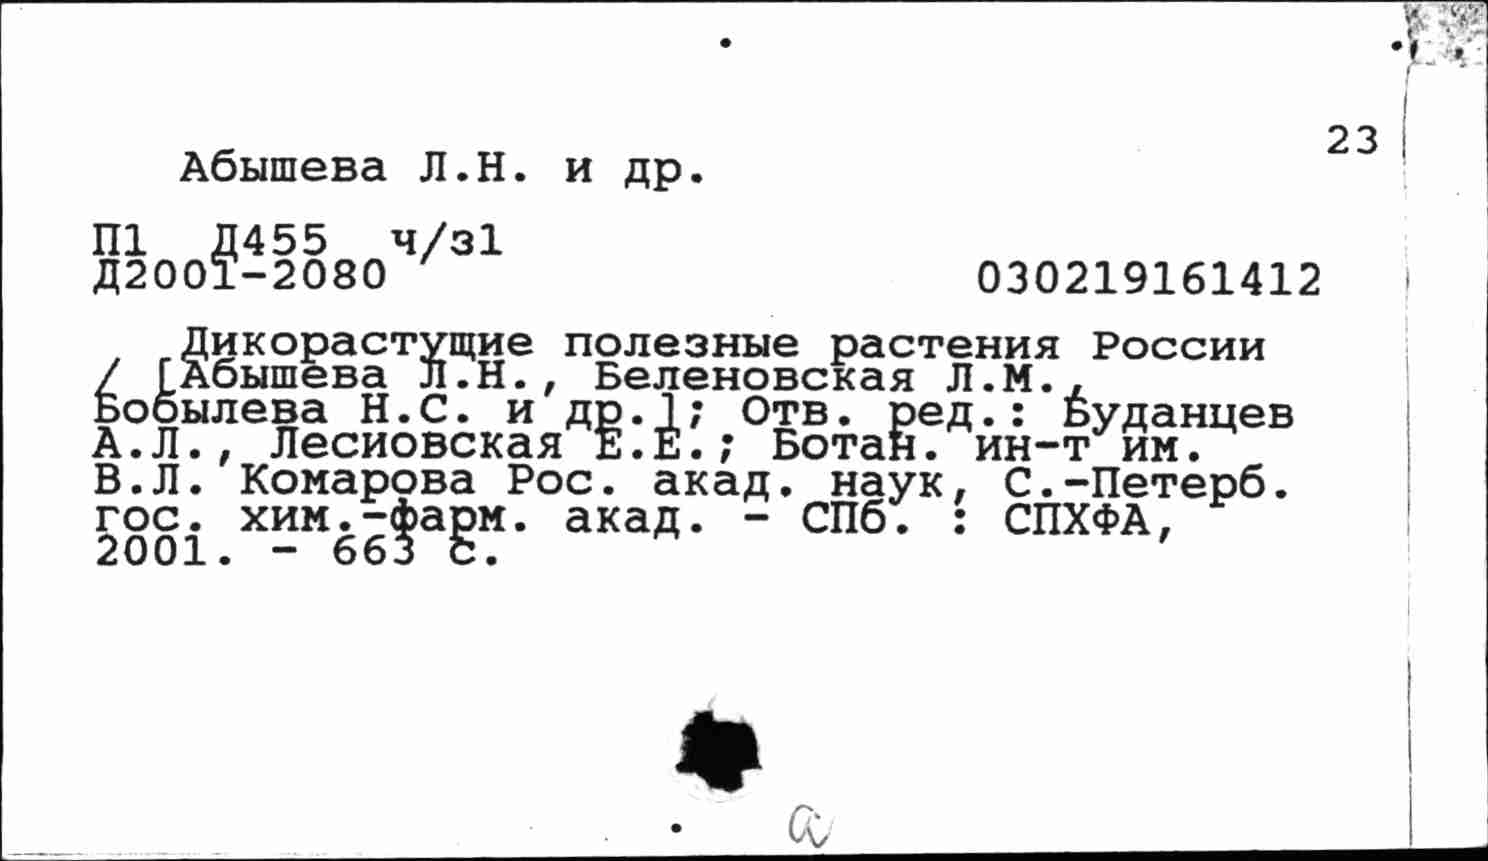 23
Абышева Л.Н. и др.
П1 Д455 ч/з1
Д2001-2080 030219161412
Дикорастущие полезные растения России
/ [Абышева Л.Н., Беленовская Л.М.,
Бобылева Н.С. и др.]; Отв. ред.: Буданцев
А.Л., Лесиовская Е.Е.; Ботан. ин-т им.
В.Л. Комарова Рос. акад. наук, С.-Петерб.
гос. хим.-фарм. акад. - СПб. : СПХФА,
2001. - 663 с.
а